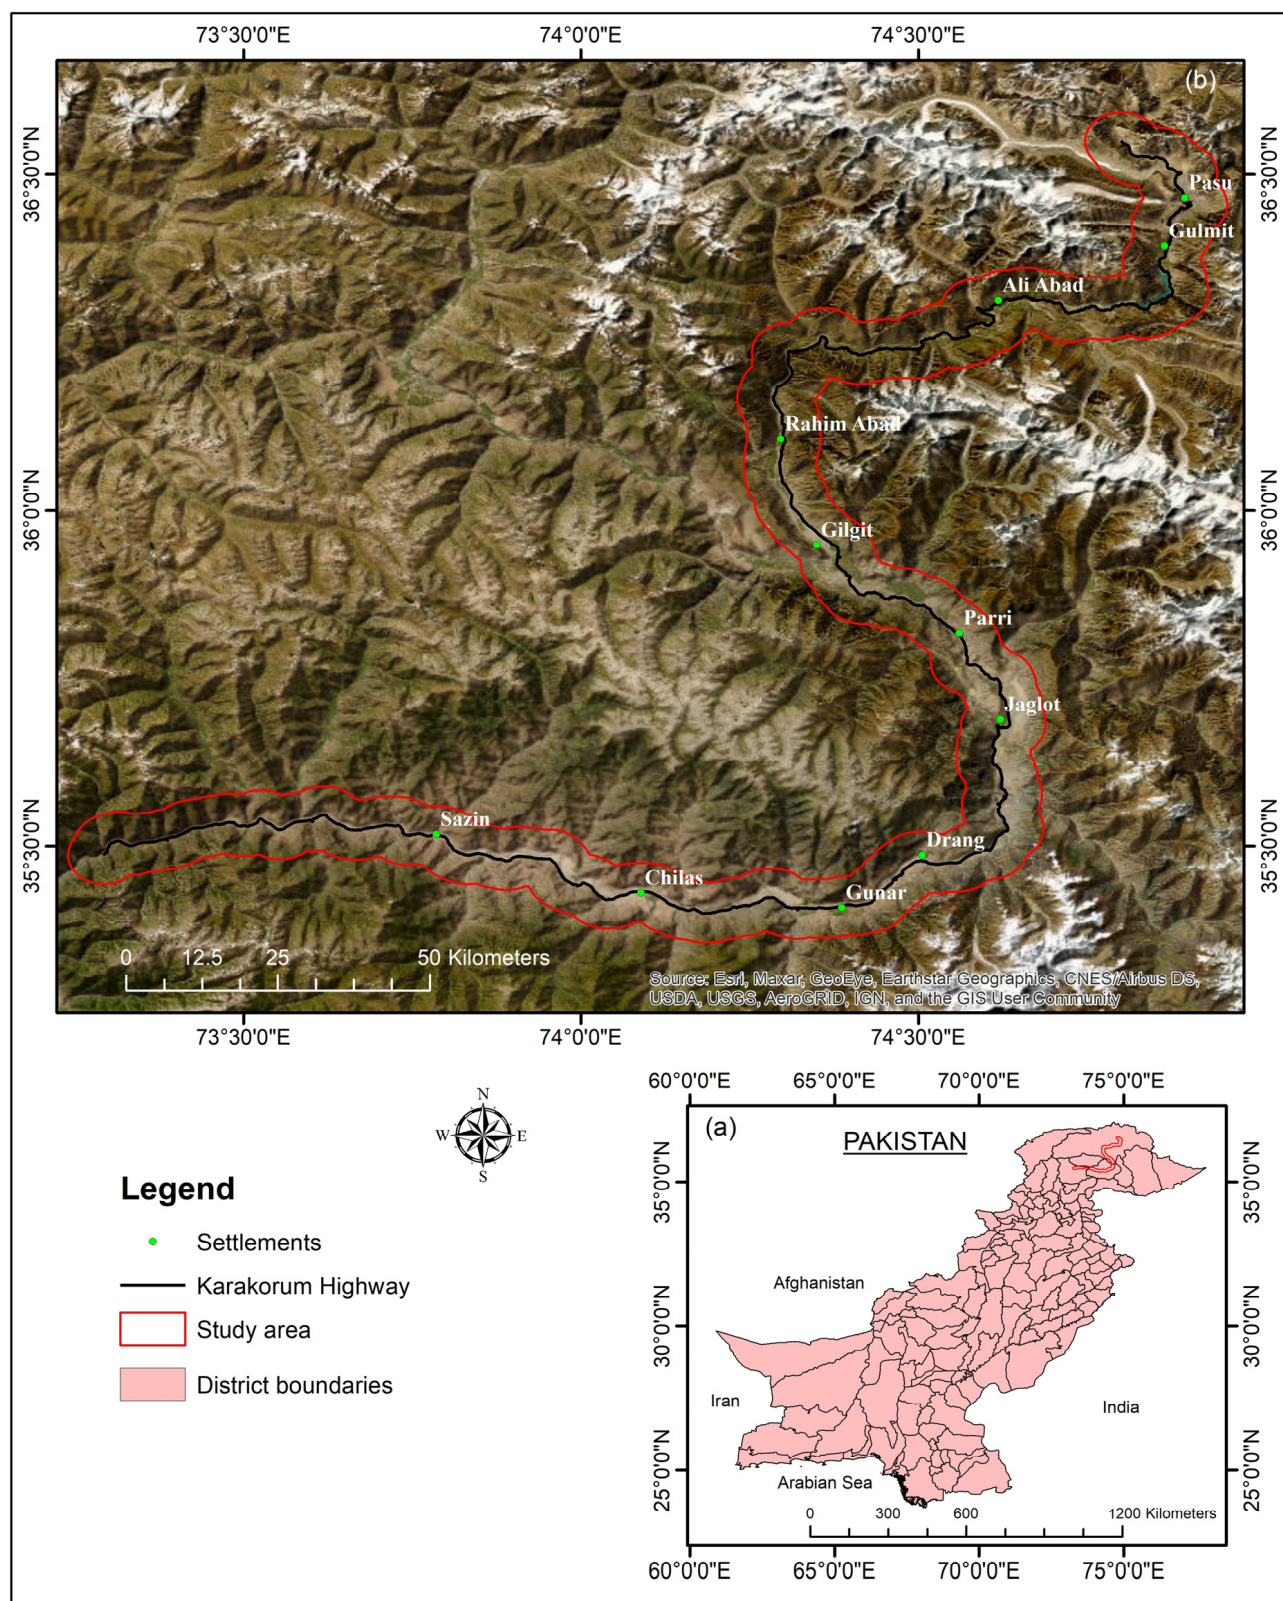 73°30'0"E 74°0'0"E 74°30'0"E
(b)
36°30'0"N 36°30'0"N
Pasu
Gulmit
Ali Abad
Rahim Abad
36°0'0"N 36°0'0"N
Gilgit
Parri
Jaglot
Sazin
Drang
35°30'0"N 35°30'0"N
Chilas
Gunar
0 12.5 25 50 Kilometers
Source: Esri, Maxar, GeoEye, Earthstar Geographics, CNES/Airbus DS,
USDA, USGS, AeroGRID, IGN, and the GIS User Community
73°30'0"E 74°0'0"E 74°30'0"E
N
W E
S
Legend
Settlements
Karakorum Highway
Study area
District boundaries
60°0'0"E 65°0'0"E 70°0'0"E 75°0'0"E
(a)
PAKISTAN
35°0'0"N 35°0'0"N
Afghanistan
30°0'0"N 30°0'0"N
Iran
India
25°0'0"N 25°0'0"N
Arabian Sea
0 300 600 1200 Kilometers
60°0'0"E 65°0'0"E 70°0'0"E 75°0'0"E